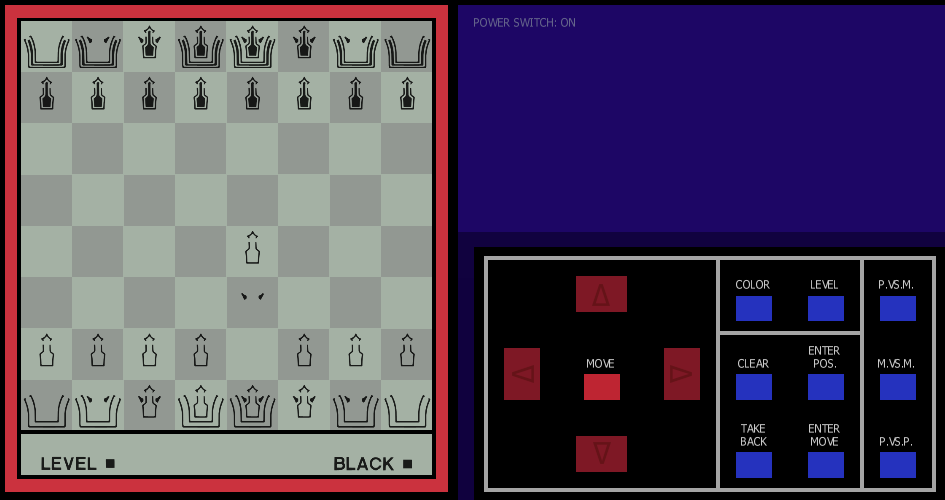 POWER SWITCH: ON
COLOR
LEVEL
P.VS.M.
MOVE
CLEAR
ENTER
POS.
M.VS.M.
TAKE
BACK
ENTER
MOVE
P.VS.P.
LEVEL
BLACK